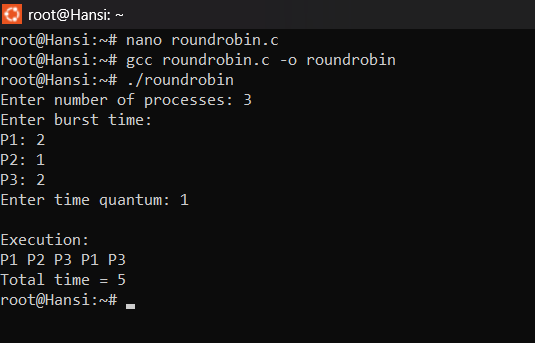 root@Hansi: ~
root@Hansi:~# nano roundrobin.c
root@Hansi:~# gcc roundrobin.c -o roundrobin
root@Hansi:~# ./roundrobin
Enter number of processes: 3
Enter burst time:
P1: 2
P2: 1
P3: 2
Enter time quantum: 1

Execution:
P1 P2 P3 P1 P3
Total time = 5
root@Hansi:~#